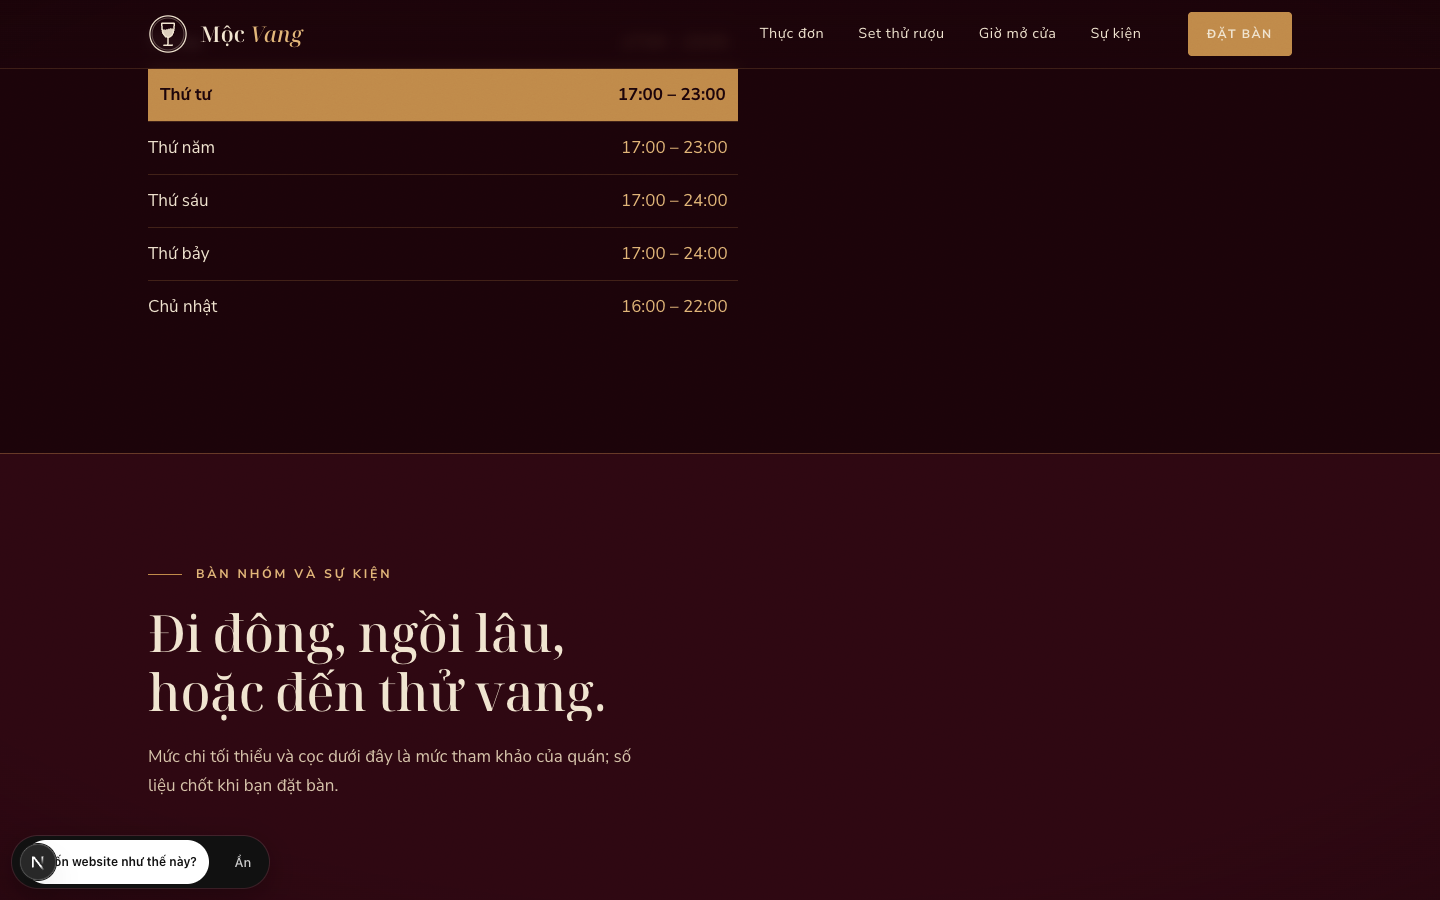 Mộc Vang
Thực đơn
Set thử rượu
Giờ mở cửa
Sự kiện
ĐẶT BÀN
Thứ tư 17:00 – 23:00
Thứ năm 17:00 – 23:00
Thứ sáu 17:00 – 24:00
Thứ bảy 17:00 – 24:00
Chủ nhật 16:00 – 22:00
BÀN NHÓM VÀ SỰ KIỆN
Đi đông, ngồi lâu,
hoặc đến thử vang.
Mức chi tối thiểu và cọc dưới đây là mức tham khảo của quán; số
liệu chốt khi bạn đặt bàn.
website như thế này?
Ẩn